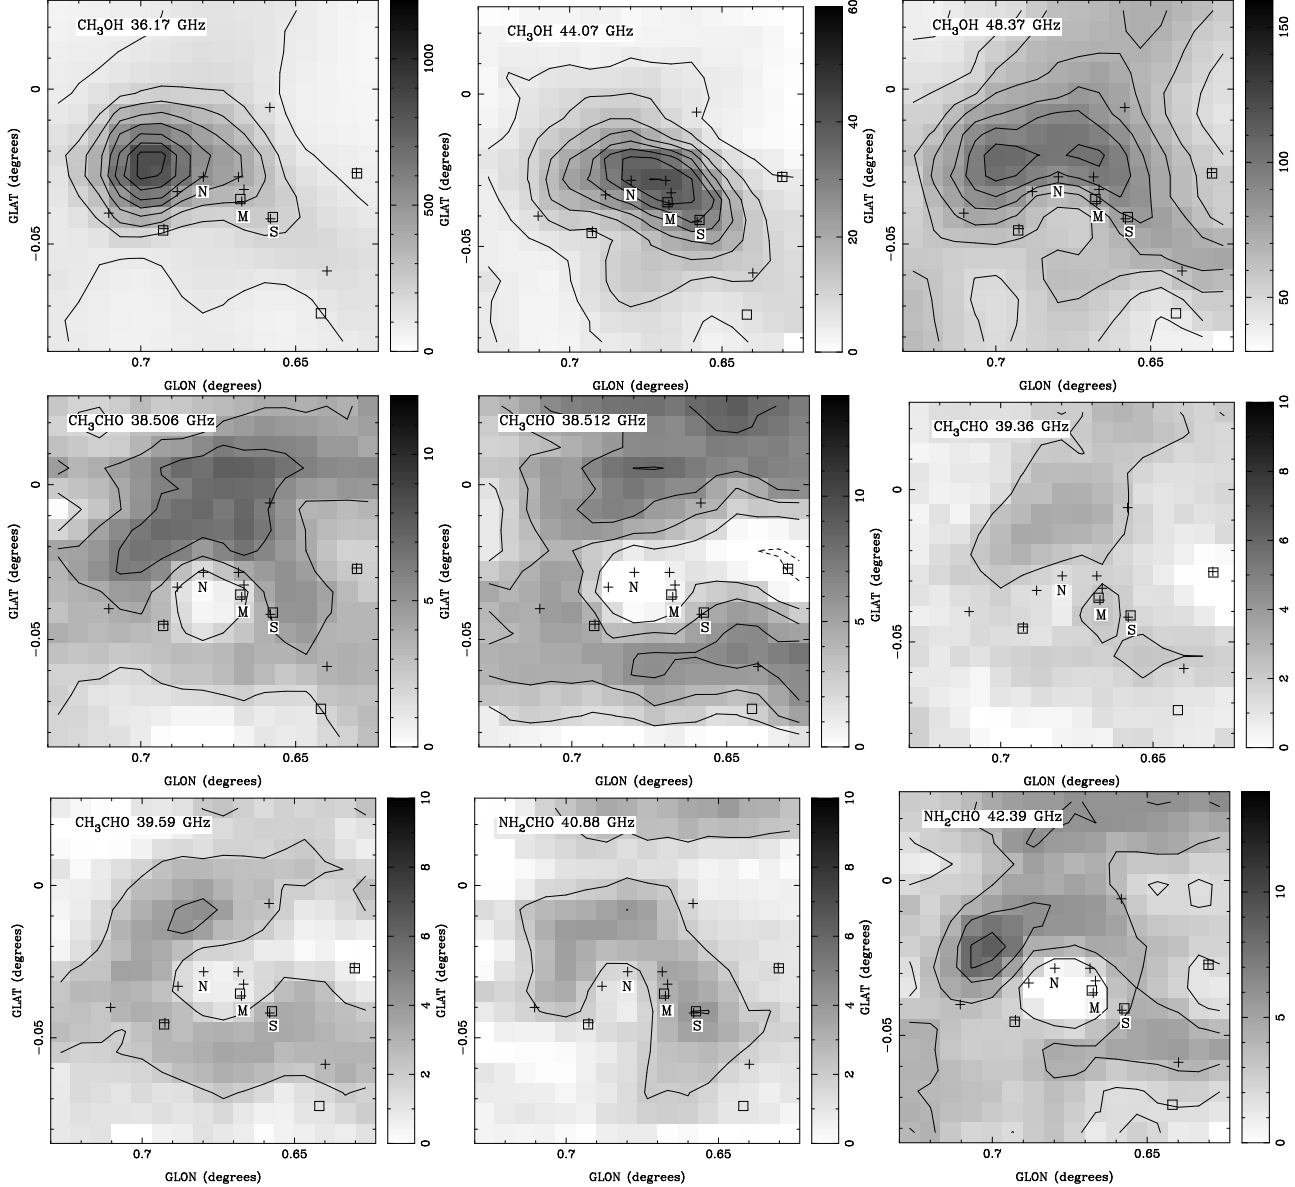 CH3OH 36.17 GHz
CH3OH 44.07 GHz
CH3OH 48.37 GHz
GLAT (degrees)
0
−0.05
N
M
S
0.7
0.65
GLON (degrees)
0
500
1000
GLAT (degrees)
0
−0.05
N
M
S
0.7
0.65
GLON (degrees)
0
20
40
60
GLAT (degrees)
0
−0.05
N
M
S
0.7
0.65
GLON (degrees)
50
100
150
CH3CHO 38.506 GHz
CH3CHO 38.512 GHz
CH3CHO 39.36 GHz
GLAT (degrees)
0
−0.05
N
M
S
0.7
0.65
GLON (degrees)
0
5
10
GLAT (degrees)
0
−0.05
N
M
S
0.7
0.65
GLON (degrees)
0
5
10
GLAT (degrees)
0
−0.05
N
M
S
0.7
0.65
GLON (degrees)
0
2
4
6
8
10
CH3CHO 39.59 GHz
NH2CHO 40.88 GHz
NH2CHO 42.39 GHz
GLAT (degrees)
0
−0.05
N
M
S
0.7
0.65
GLON (degrees)
0
2
4
6
8
10
GLAT (degrees)
0
−0.05
N
M
S
0.7
0.65
GLON (degrees)
0
2
4
6
8
10
GLAT (degrees)
0
−0.05
N
M
S
0.7
0.65
GLON (degrees)
0
5
10